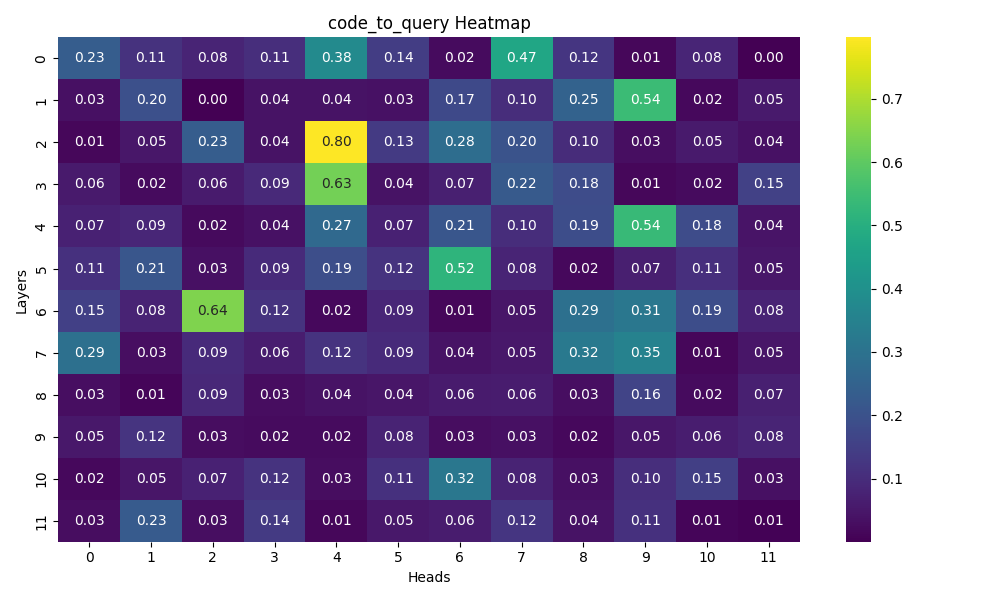 code_to_query Heatmap
0 0.23 0.11 0.08 0.11 0.38 0.14 0.02 0.47 0.12 0.01 0.08 0.00
1 0.03 0.20 0.00 0.04 0.04 0.03 0.17 0.10 0.25 0.54 0.02 0.05
2 0.01 0.05 0.23 0.04 0.80 0.13 0.28 0.20 0.10 0.03 0.05 0.04
3 0.06 0.02 0.06 0.09 0.63 0.04 0.07 0.22 0.18 0.01 0.02 0.15
4 0.07 0.09 0.02 0.04 0.27 0.07 0.21 0.10 0.19 0.54 0.18 0.04
5 0.11 0.21 0.03 0.09 0.19 0.12 0.52 0.08 0.02 0.07 0.11 0.05
6 0.15 0.08 0.64 0.12 0.02 0.09 0.01 0.05 0.29 0.31 0.19 0.08
7 0.29 0.03 0.09 0.06 0.12 0.09 0.04 0.05 0.32 0.35 0.01 0.05
8 0.03 0.01 0.09 0.03 0.04 0.04 0.06 0.06 0.03 0.16 0.02 0.07
9 0.05 0.12 0.03 0.02 0.02 0.08 0.03 0.03 0.02 0.05 0.06 0.08
10 0.02 0.05 0.07 0.12 0.03 0.11 0.32 0.08 0.03 0.10 0.15 0.03
11 0.03 0.23 0.03 0.14 0.01 0.05 0.06 0.12 0.04 0.11 0.01 0.01
0 1 2 3 4 5 6 7 8 9 10 11
Heads
Layers
0.7
0.6
0.5
0.4
0.3
0.2
0.1